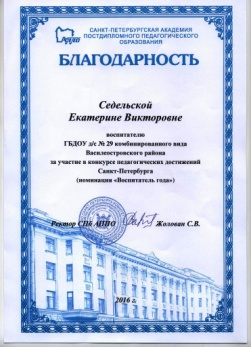 САНКТ-ПЕТЕРБУРГСКАЯ АКАДЕМИЯ
ПОСТДИПЛОМНОГО ПЕДАГОГИЧЕСКОГО
ОБРАЗОВАНИЯ
БЛАГОДАРНОСТЬ
Седельской
Екатерине Викторовне
воспитателю
ГБДОУ д/с № 29 комбинированного вида
Василеостровского района
за участие в конкурсе педагогических достижений
Санкт-Петербурга
(номинация «Воспитатель года»)
Ректор СПб АППО Жолован С.В.
2016 г.